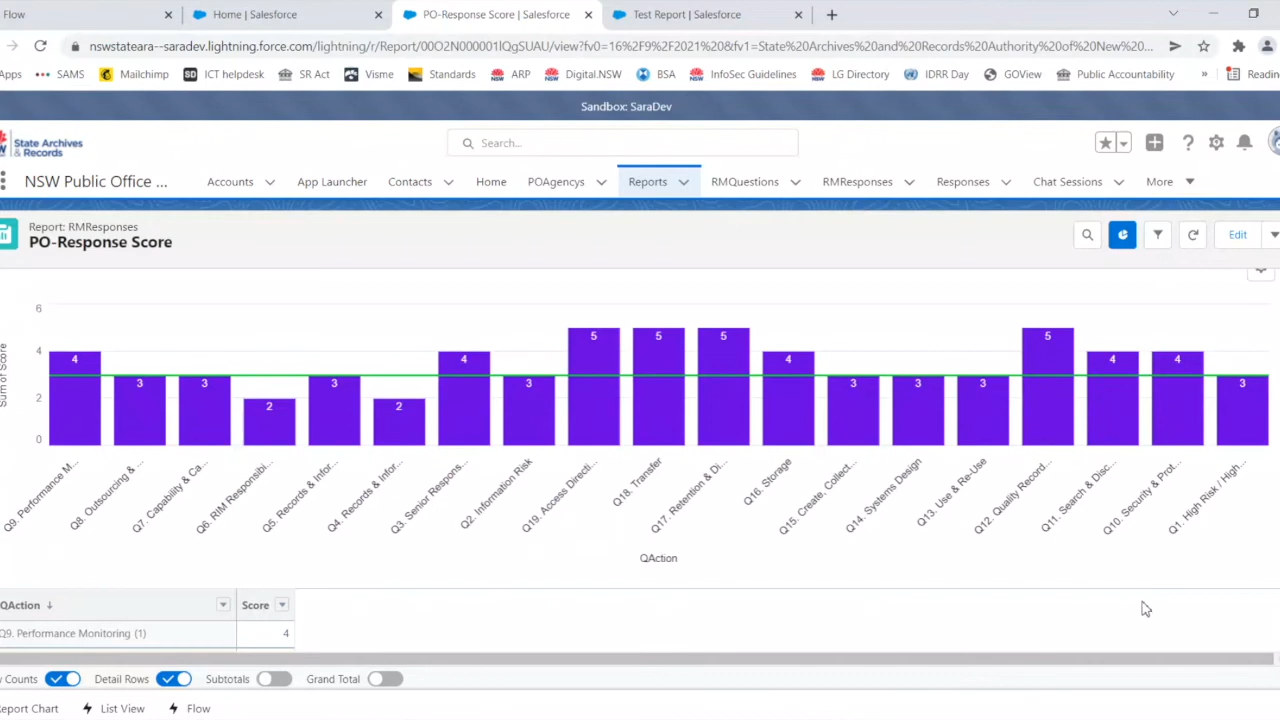 Flow
Home | Salesforce
PO-Response Score | Salesforce
Test Report | Salesforce
nswstateara--saradev.lightning.force.com/lightning/r/Report/00O2N000001lQgSUAU/view?fv0=16%2F9%2F2021%208&fv1=State%20Archives%20and%20Records%20Authority%20of%20New%20...
Apps SAMS Mailchimp ICT helpdesk SR Act Visme Standards ARP Digital.NSW BSA InfoSec Guidelines LG Directory IDRR Day GOView Public Accountability » Readin
Sandbox: SaraDev
State Archives
& Records
Search...
NSW Public Office ... Accounts App Launcher Contacts Home POAgencys Reports RMQuestions RMResponses Responses Chat Sessions More
Report: RMResponses
PO-Response Score
Edit
Sum of Score
6
4
2
0
4 3 3 2 3 2 4 3 5 5 5 4 3 3 3 5 4 4 3
Q9. Performance M...
Q8. Outsourcing & ...
Q7. Capability & Ca...
Q6. RIM Responsibi...
Q5. Records & Infor...
Q4. Records & Infor...
Q3. Senior Respons...
Q2. Information Risk
Q19. Access Directi...
Q18. Transfer
Q17. Retention & Di...
Q16. Storage
Q15. Create, Collect...
Q14. Systems Design
Q13. Use & Re-Use
Q12. Quality Record...
Q11. Search & Disc...
Q10. Security & Prot...
Q1. High Risk / High...
QAction
QAction ↓ Score
Q9. Performance Monitoring (1) 4
Counts Detail Rows Subtotals Grand Total
Report Chart List View Flow